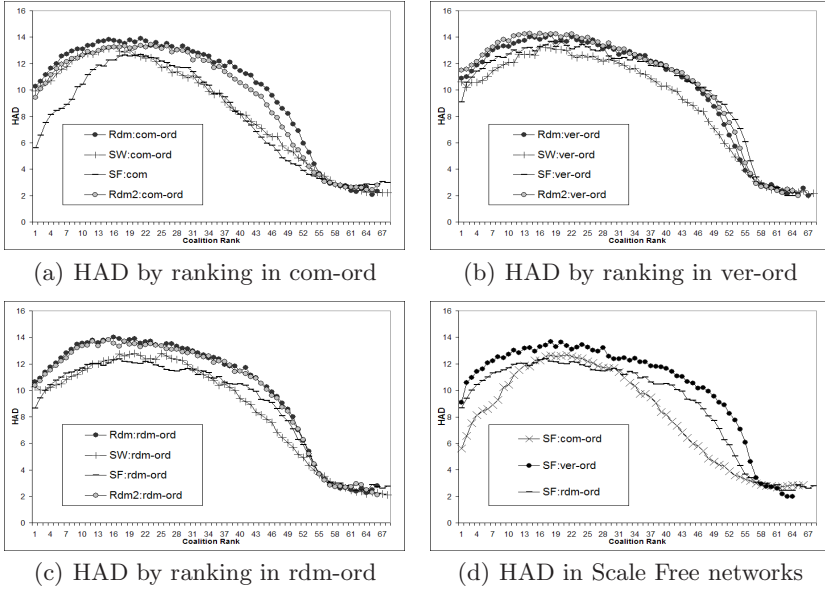 16
14
12
10
8
6
4
2
0
HAD
Rdm:com-ord
SW:com-ord
SF:com
Rdm2:com-ord
1 4 7 10 13 16 19 22 25 28 31 34 37 40 43 46 49 52 55 58 61 64 67
Coalition Rank
(a) HAD by ranking in com-ord
16
14
12
10
8
6
4
2
0
HAD
Rdm:ver-ord
SW:ver-ord
SF:ver-ord
Rdm2:ver-ord
1 4 7 10 13 16 19 22 25 28 31 34 37 40 43 46 49 52 55 58 61 64 67
Coalition Rank
(b) HAD by ranking in ver-ord
16
14
12
10
8
6
4
2
0
HAD
Rdm:rdm-ord
SW:rdm-ord
SF:rdm-ord
Rdm2:rdm-ord
1 4 7 10 13 16 19 22 25 28 31 34 37 40 43 46 49 52 55 58 61 64 67
Coalition Rank
(c) HAD by ranking in rdm-ord
16
14
12
10
8
6
4
2
0
HAD
SF:com-ord
SF:ver-ord
SF:rdm-ord
1 4 7 10 13 16 19 22 25 28 31 34 37 40 43 46 49 52 55 58 61 64 67
Coalition Rank
(d) HAD in Scale Free networks